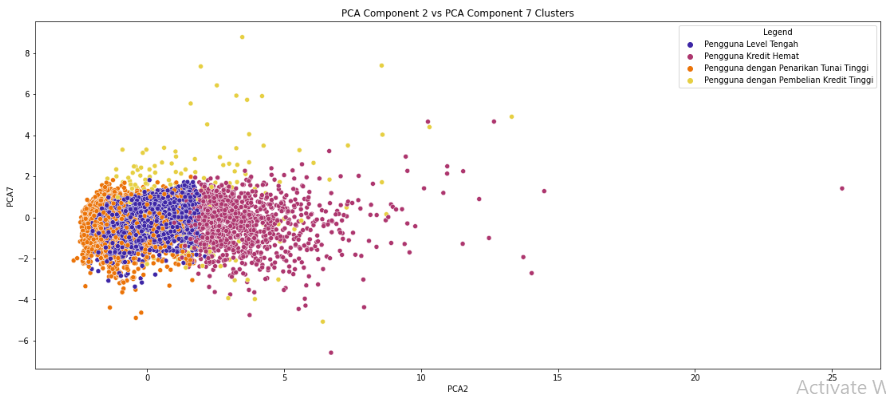 PCA Component 2 vs PCA Component 7 Clusters
Legend
Pengguna Level Tengah
Pengguna Kredit Hemat
Pengguna dengan Penarikan Tunai Tinggi
Pengguna dengan Pembelian Kredit Tinggi
8
6
4
2
0
−2
−4
−6
PCA7
0 5 10 15 20 25
PCA2
Activate W